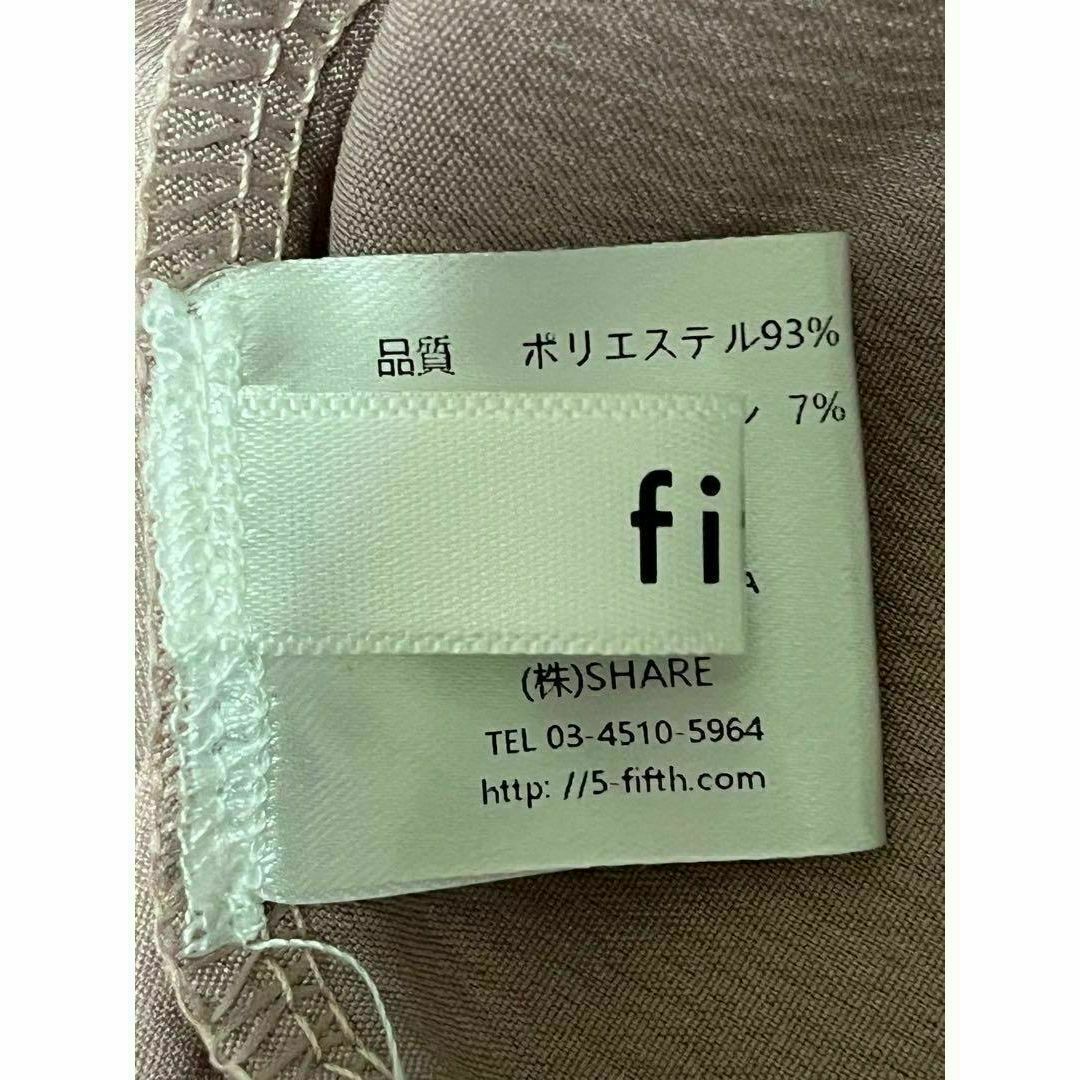 品質 ポリエステル93%
7%
fi
(株)SHARE
TEL 03-4510-5964
http: //5-fifth.com